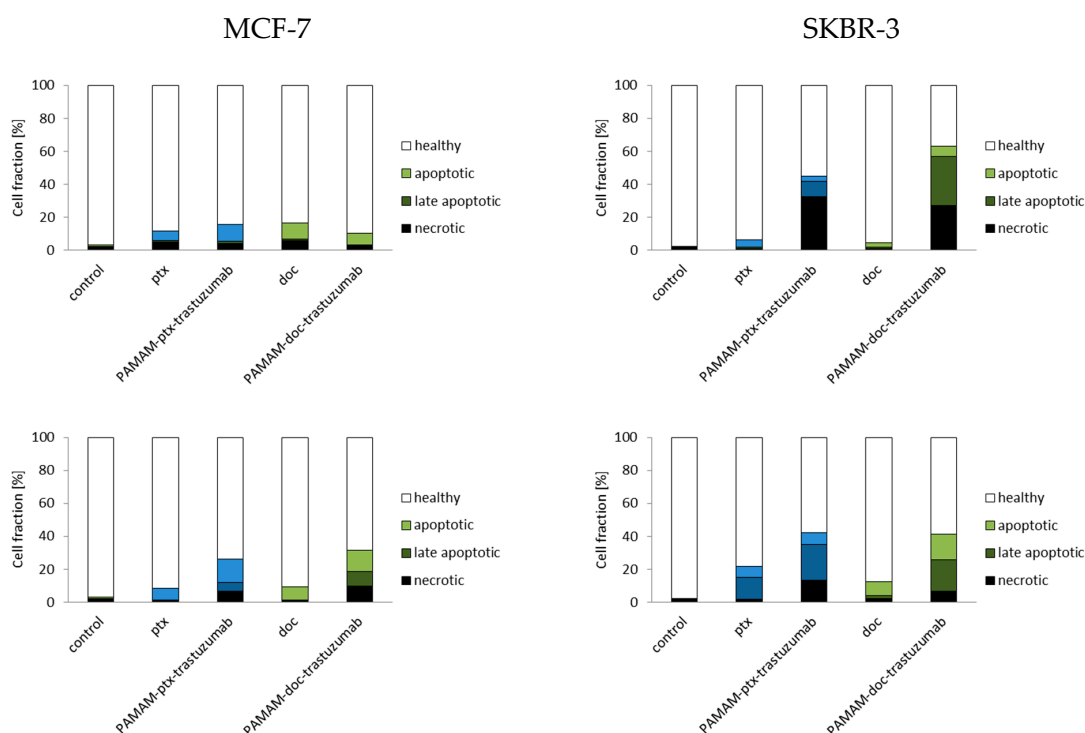 MCF-7
SKBR-3
100
80
60
40
20
0
Cell fraction [%]
control
ptx
PAMAM-ptx-trastuzumab
doc
PAMAM-doc-trastuzumab
healthy
apoptotic
late apoptotic
necrotic
100
80
60
40
20
0
Cell fraction [%]
control
ptx
PAMAM-ptx-trastuzumab
doc
PAMAM-doc-trastuzumab
healthy
apoptotic
late apoptotic
necrotic
100
80
60
40
20
0
Cell fraction [%]
control
ptx
PAMAM-ptx-trastuzumab
doc
PAMAM-doc-trastuzumab
healthy
apoptotic
late apoptotic
necrotic
100
80
60
40
20
0
Cell fraction [%]
control
ptx
PAMAM-ptx-trastuzumab
doc
PAMAM-doc-trastuzumab
healthy
apoptotic
late apoptotic
necrotic